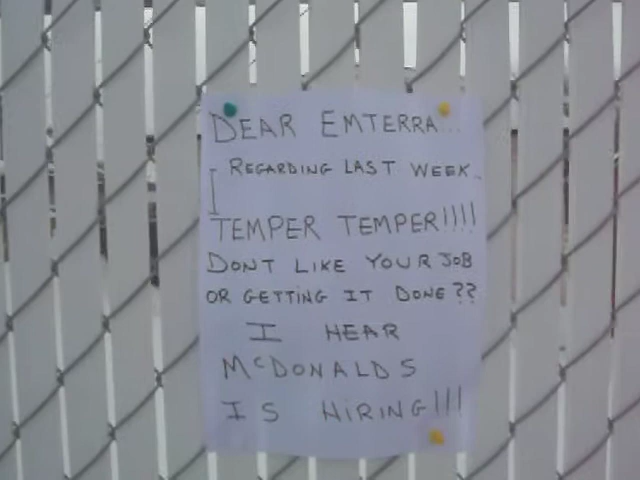 DEAR EMTERRA...
REGARDING LAST WEEK..
TEMPER TEMPER!!!!
DONT LIKE YOUR JOB
OR GETTING IT DONE??
I HEAR
McDONALDS
IS HIRING!!!